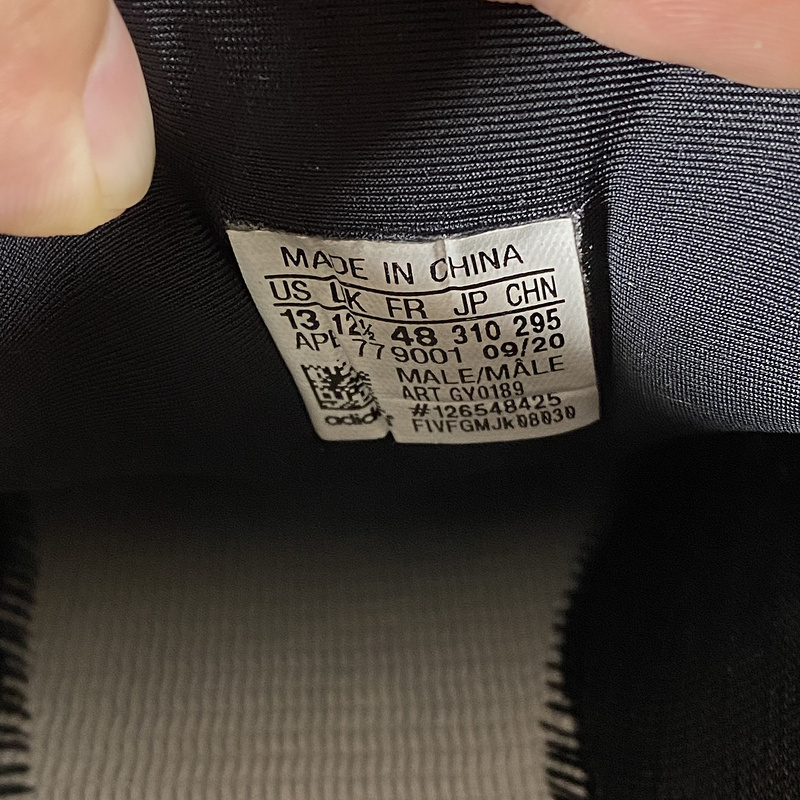 MADE IN CHINA
US UK FR JP CHN
13 12½ 48 310 295
779001 09/20
MALE/MÂLE
ART GY0189
#126548425
FIVFGMJk08030
adidas